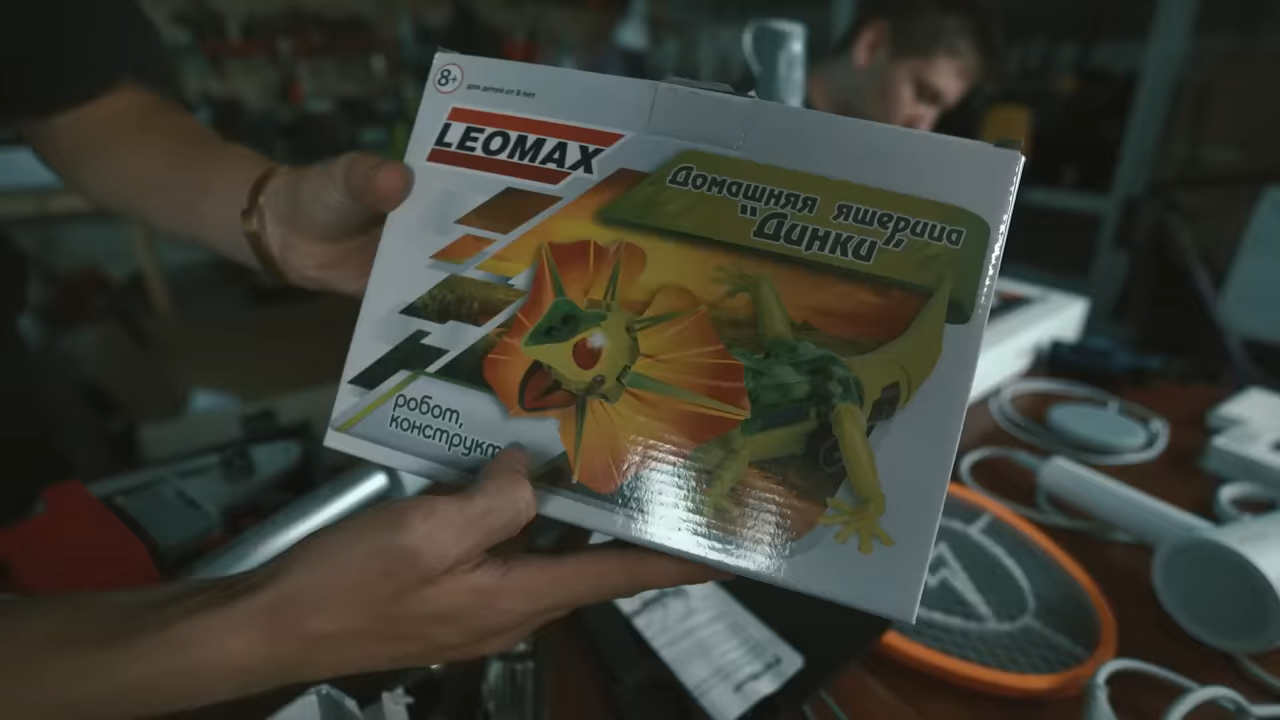 8+
для детей от 8 лет
LEOMAX
Домашняя ящерица
"Динки"
робот,
конструкт